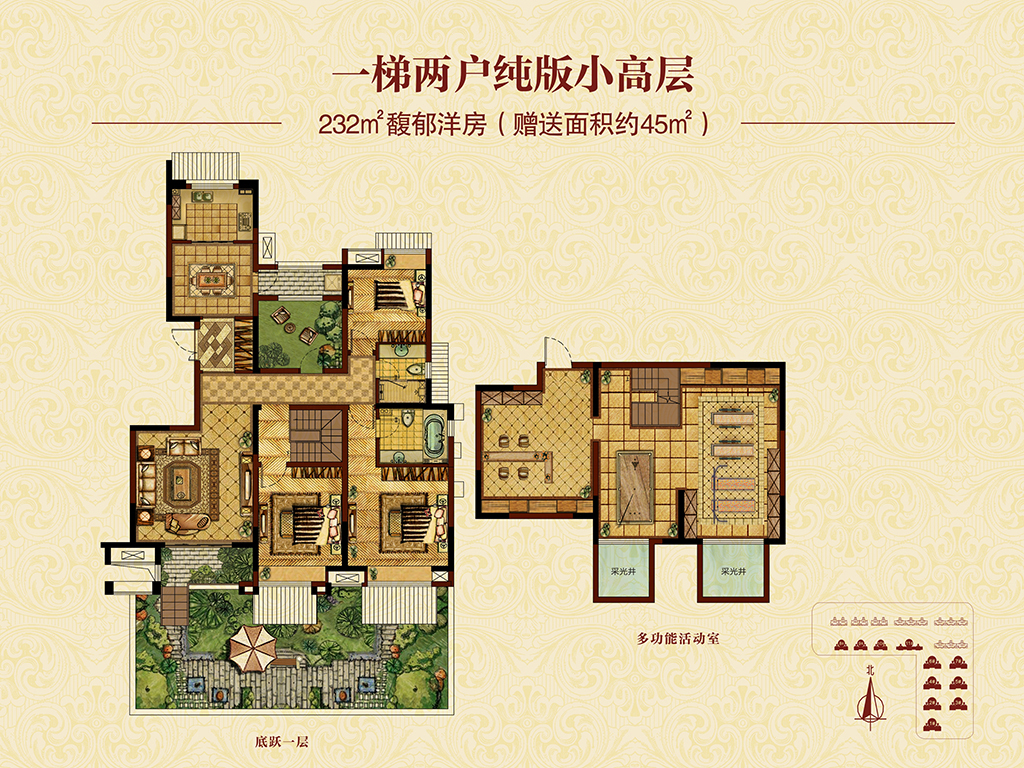 一梯两户纯版小高层
232㎡馥郁洋房（赠送面积约45㎡）
采光井
采光井
多功能活动室
北
底跃一层